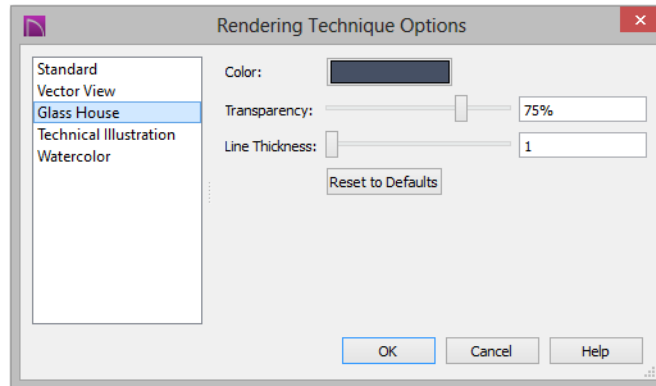 Rendering Technique Options
Standard
Vector View
Glass House
Technical Illustration
Watercolor
Color:
Transparency: 75%
Line Thickness: 1
Reset to Defaults
OK Cancel Help